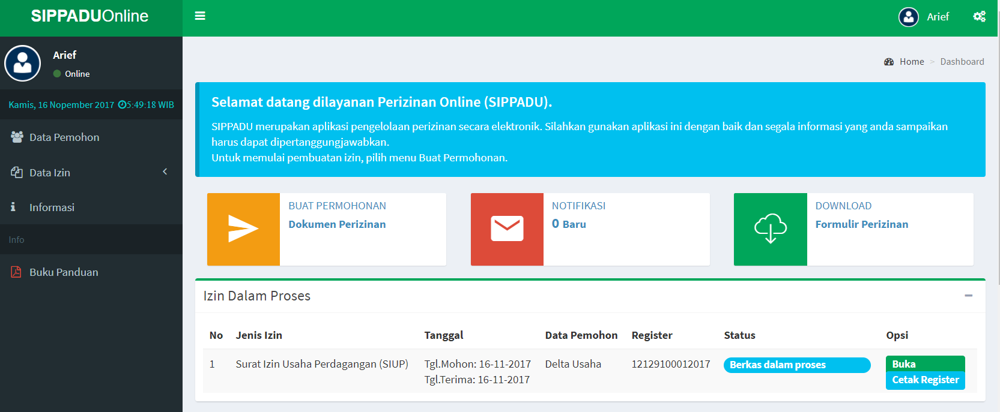 SIPPADUOnline
Arief
Arief
Online
Home > Dashboard
Kamis, 16 Nopember 2017 5:49:18 WIB
Data Pemohon
Data Izin
Informasi
Info
Buku Panduan
Selamat datang dilayanan Perizinan Online (SIPPADU).
SIPPADU merupakan aplikasi pengelolaan perizinan secara elektronik. Silahkan gunakan aplikasi ini dengan baik dan segala informasi yang anda sampaikan
harus dapat dipertanggungjawabkan.
Untuk memulai pembuatan izin, pilih menu Buat Permohonan.
BUAT PERMOHONAN
Dokumen Perizinan
NOTIFIKASI
0 Baru
DOWNLOAD
Formulir Perizinan
Izin Dalam Proses
No Jenis Izin Tanggal Data Pemohon Register Status Opsi
1 Surat Izin Usaha Perdagangan (SIUP) Tgl.Mohon: 16-11-2017 Delta Usaha 12129100012017 Berkas dalam proses Buka
Tgl.Terima: 16-11-2017 Cetak Register